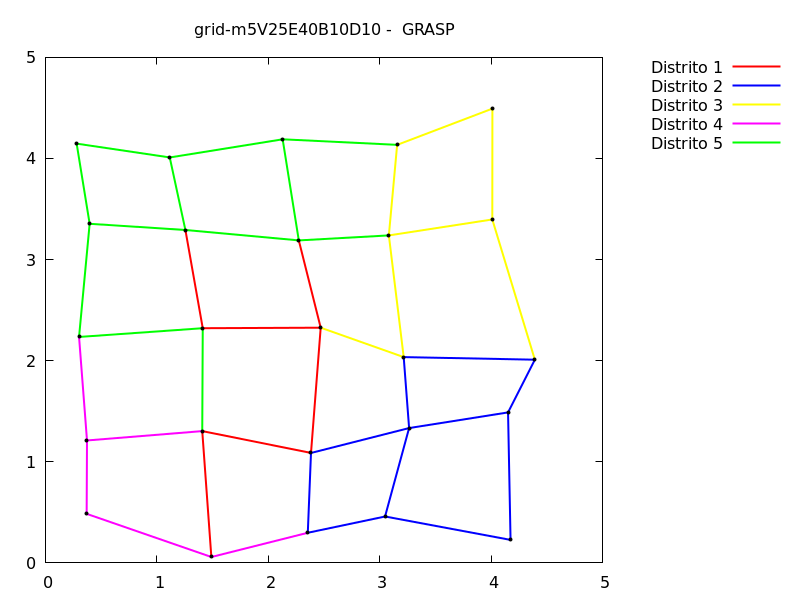 grid-m5V25E40B10D10 -  GRASP
5
4
3
2
1
0
0 1 2 3 4 5
Distrito 1
Distrito 2
Distrito 3
Distrito 4
Distrito 5